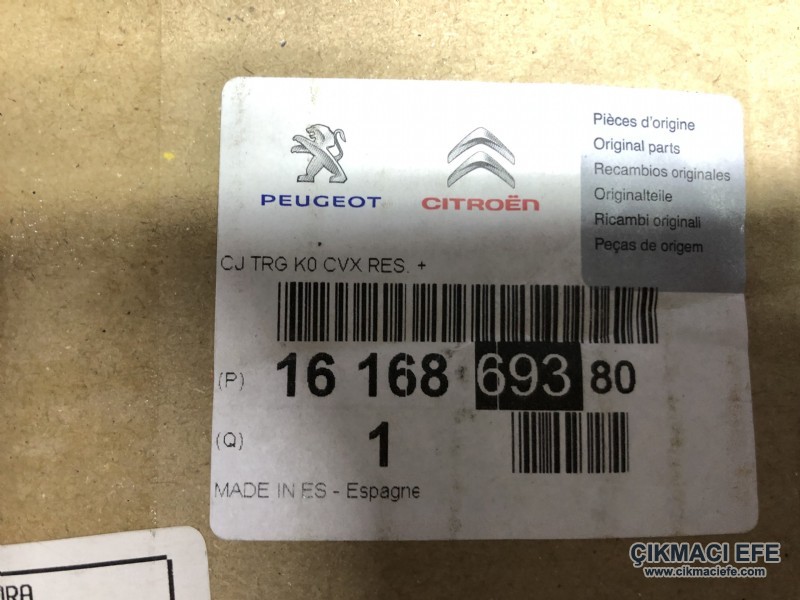 PEUGEOT
CITROËN
Pièces d'origine
Original parts
Recambios originales
Originalteile
Ricambi originali
Peças de origem
CJ TRG K0 CVX RES. +
(P) 16 168 693 80
(Q) 1
MADE IN ES - Espagne
ÇIKMACI EFE
www.cikmaciefe.com